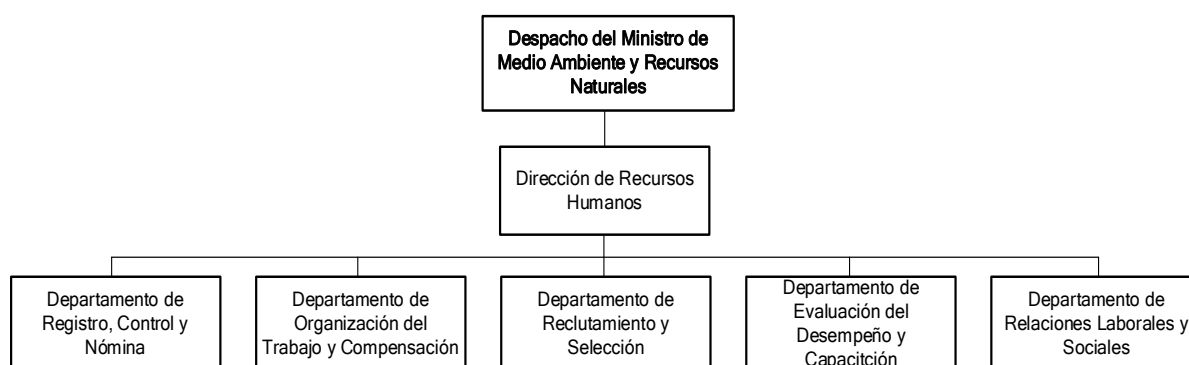 Despacho del Ministro de
Medio Ambiente y Recursos
Naturales
Dirección de Recursos
Humanos
Departamento de
Registro, Control y
Nómina
Departamento de
Organización del
Trabajo y Compensación
Departamento de
Reclutamiento y
Selección
Departamento de
Evaluación del
Desempeño y
Capacitción
Departamento de
Relaciones Laborales y
Sociales